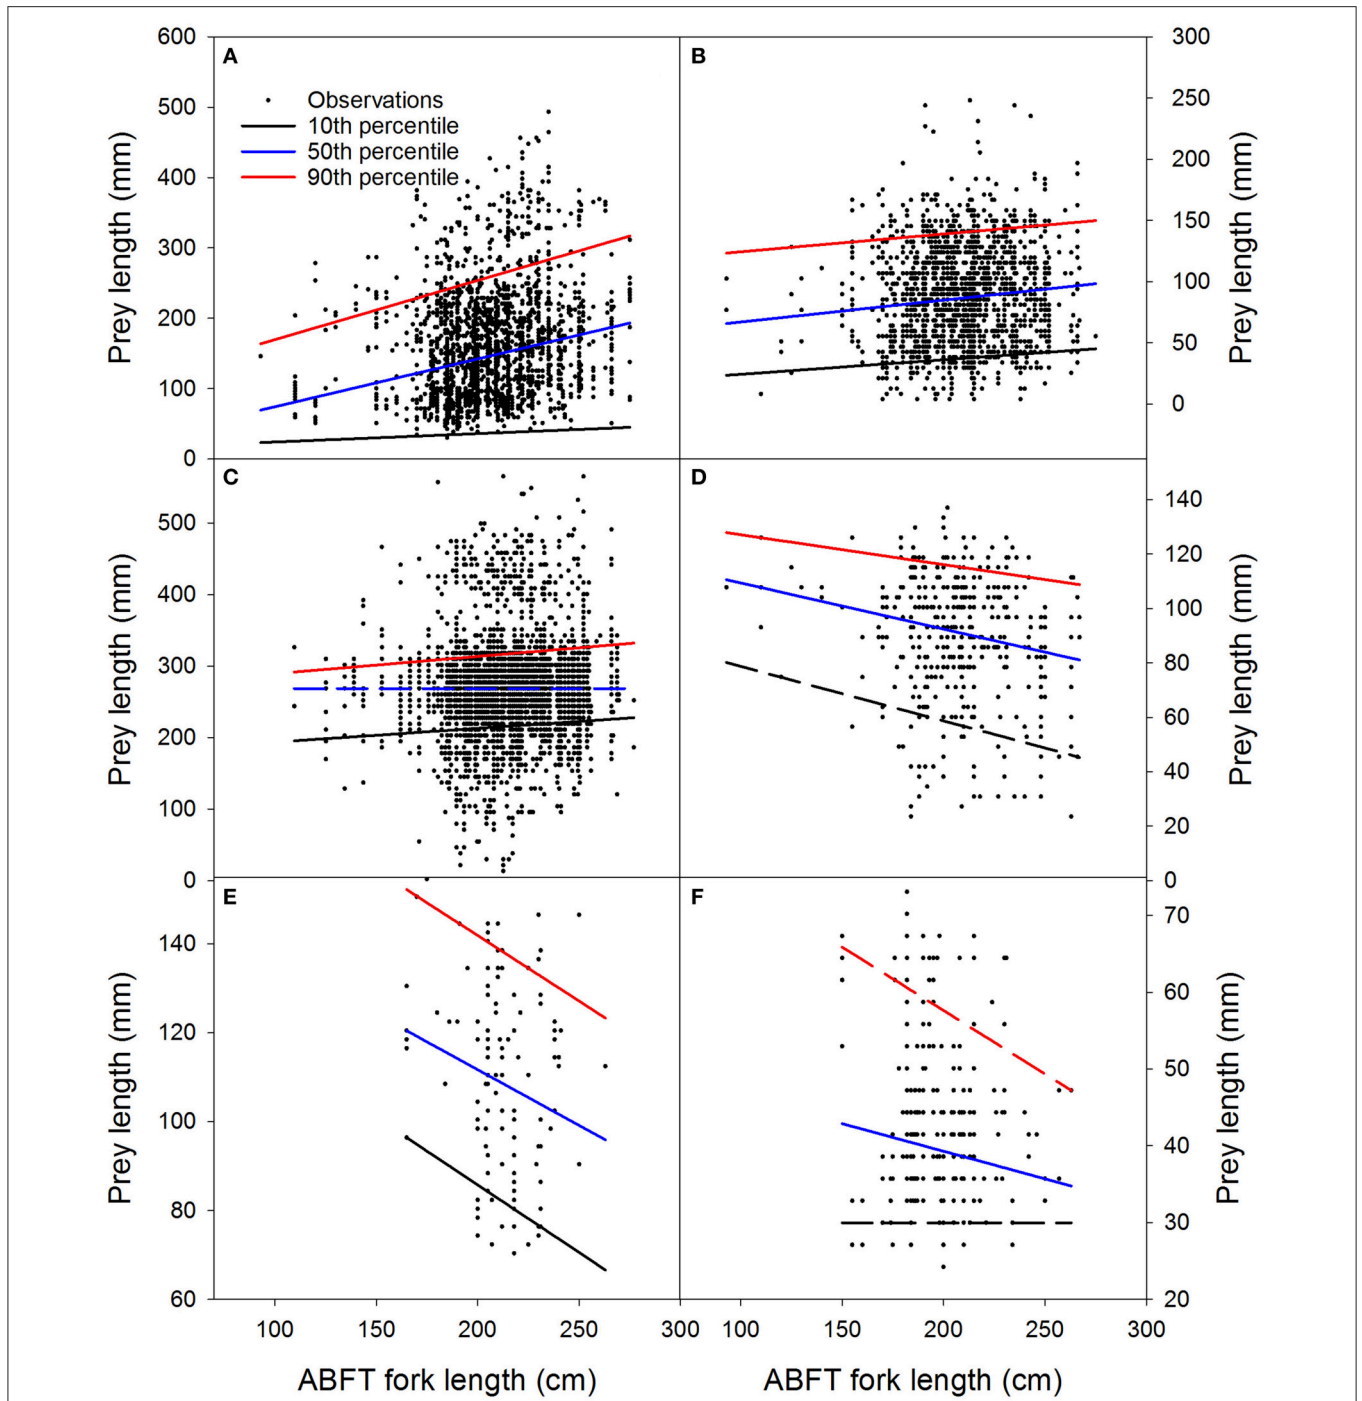 A
Observations
10th percentile
50th percentile
90th percentile
600
500
400
300
200
100
0
Prey length (mm)
B
300
250
200
150
100
50
0
Prey length (mm)
C
500
400
300
200
100
0
Prey length (mm)
D
140
120
100
80
60
40
20
0
Prey length (mm)
E
140
120
100
80
60
Prey length (mm)
F
70
60
50
40
30
20
Prey length (mm)
100 150 200 250 300
100 150 200 250 300
ABFT fork length (cm)
ABFT fork length (cm)